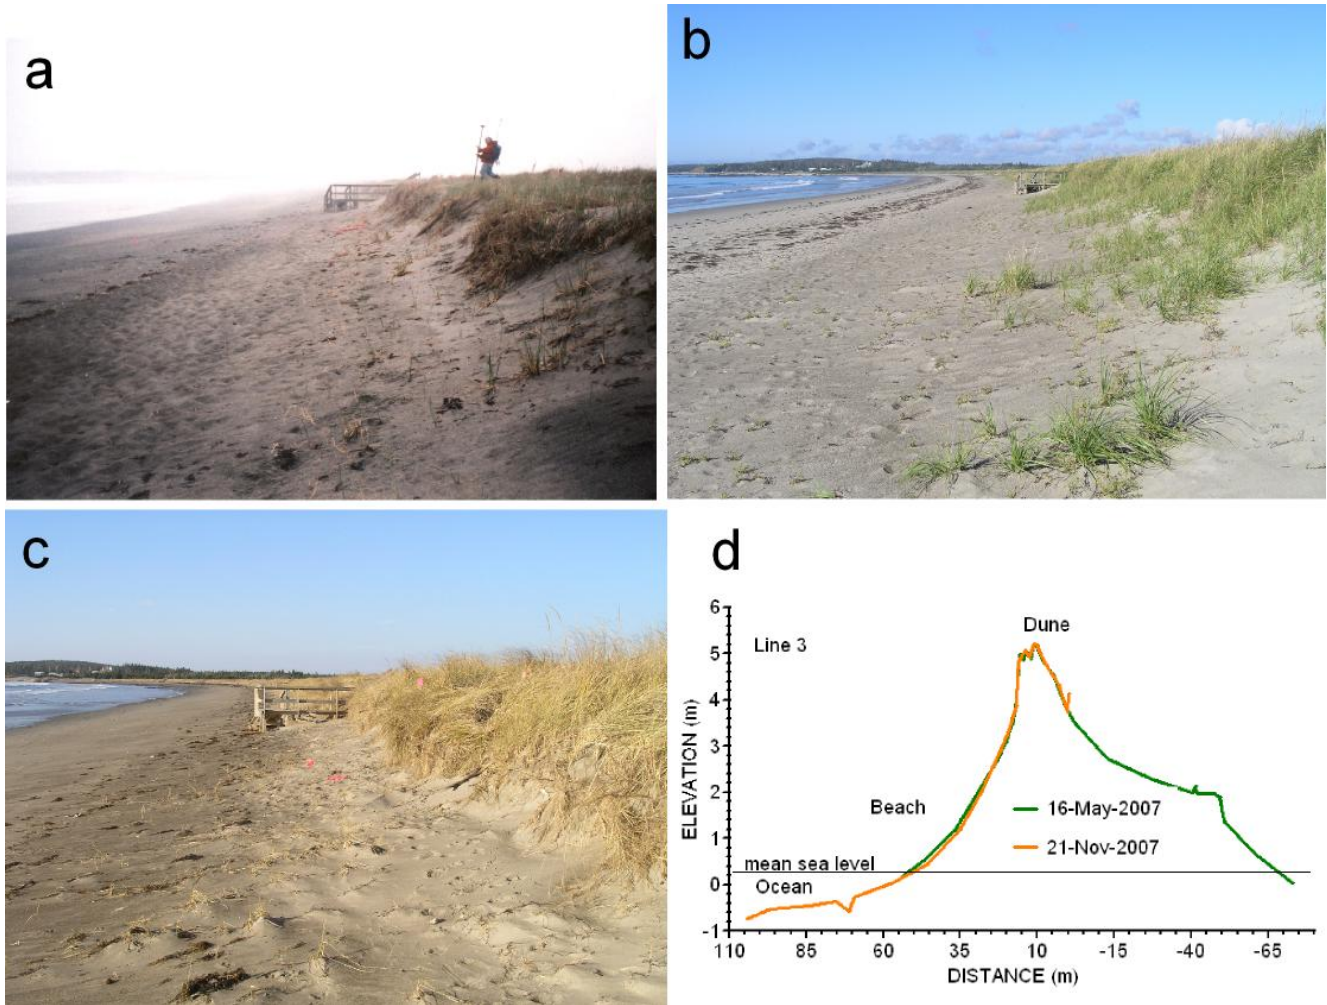 a
b
c
d
Line 3
Dune
Beach
mean sea level
Ocean
16-May-2007
21-Nov-2007
ELEVATION (m)
6
5
4
3
2
1
0
-1
110 85 60 35 10 -15 -40 -65
DISTANCE (m)